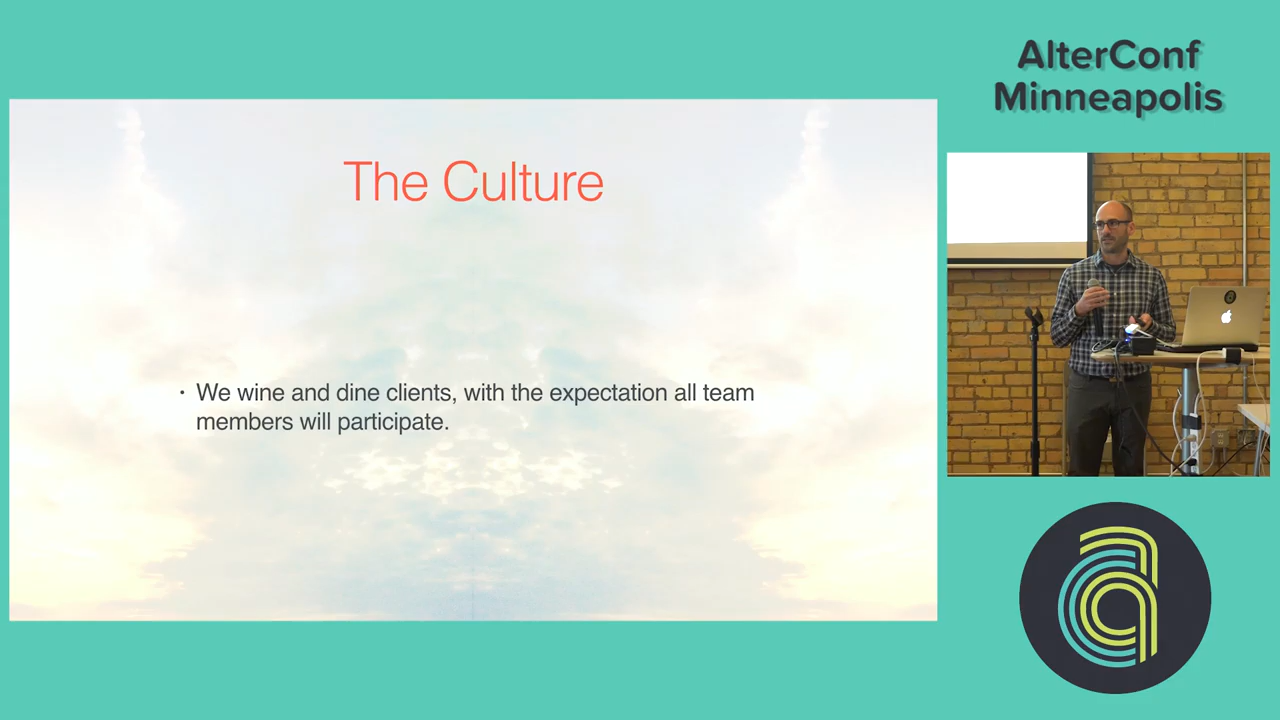 AlterConf
Minneapolis
The Culture
· We wine and dine clients, with the expectation all team
members will participate.